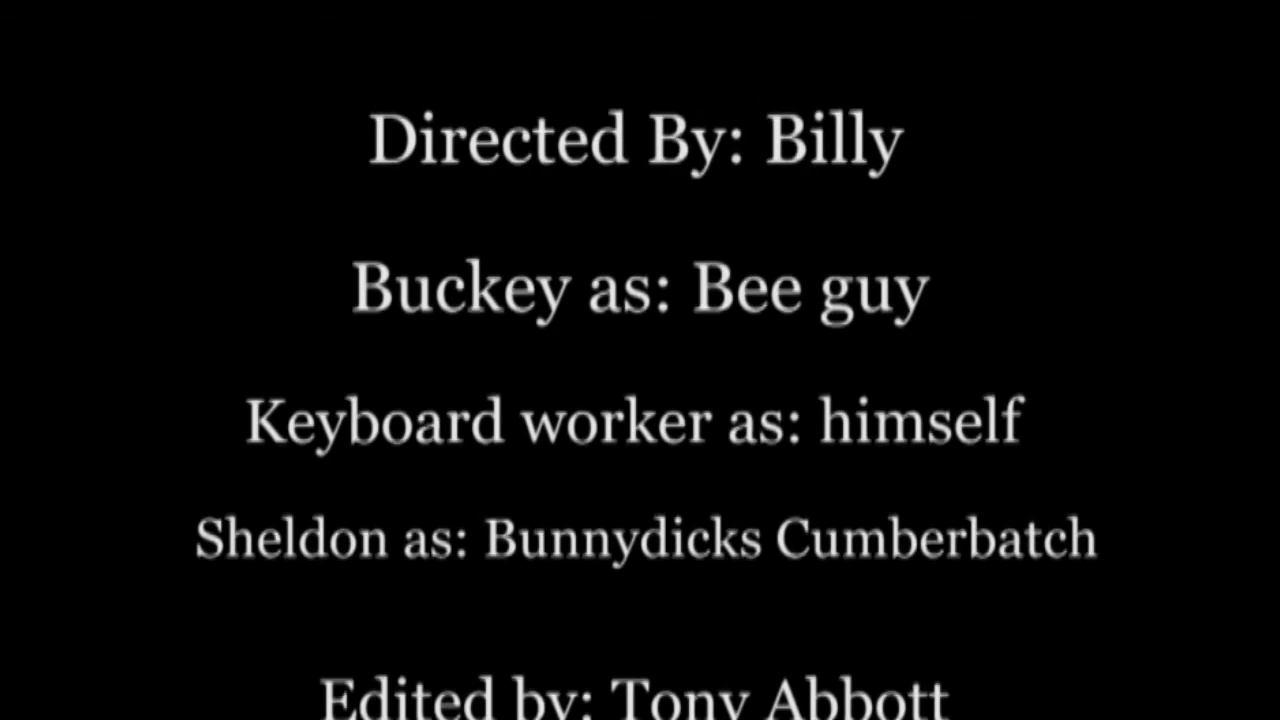 Directed By: Billy
Buckey as: Bee guy
Keyboard worker as: himself
Sheldon as: Bunnydicks Cumberbatch
Edited by: Tony Abbott